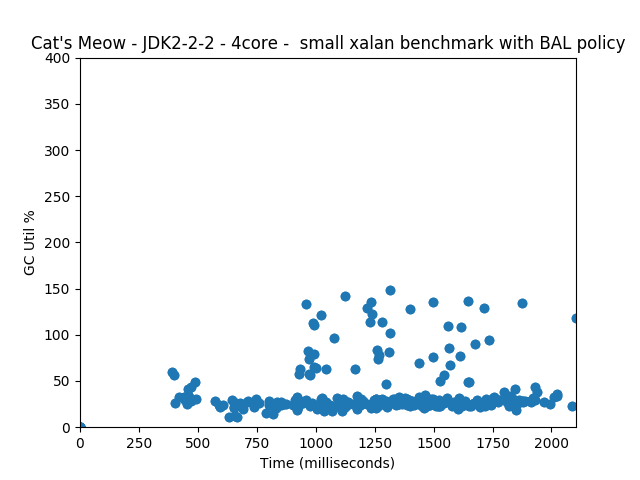 Cat's Meow - JDK2-2-2 - 4core -  small xalan benchmark with BAL policy
400
350
300
250
200
150
100
50
0
GC Util %
0 250 500 750 1000 1250 1500 1750 2000
Time (milliseconds)